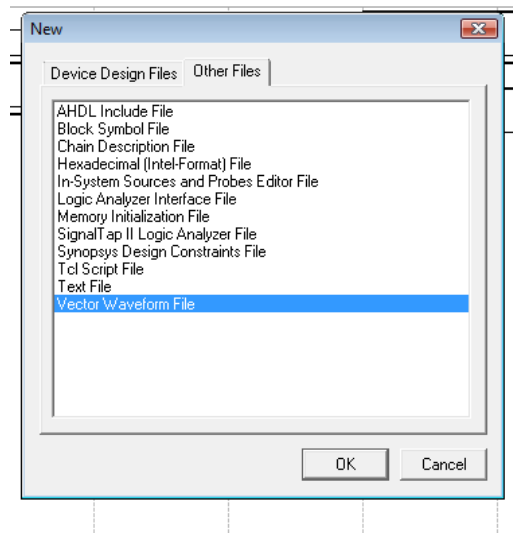 New
Device Design Files
Other Files
AHDL Include File
Block Symbol File
Chain Description File
Hexadecimal (Intel-Format) File
In-System Sources and Probes Editor File
Logic Analyzer Interface File
Memory Initialization File
SignalTap II Logic Analyzer File
Synopsys Design Constraints File
Tcl Script File
Text File
Vector Waveform File
OK
Cancel